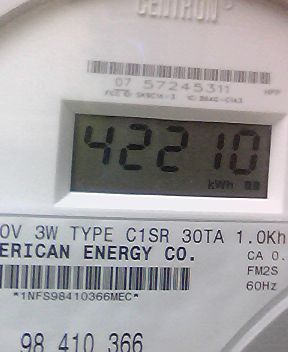 CENTRON
07 57245311
42210
kWh
0V 3W TYPE C1SR 30TA 1.0Kh
ERICAN ENERGY CO.
CA 0.
FM2S
60Hz
*1NFS98410366MEC*
98 410 366